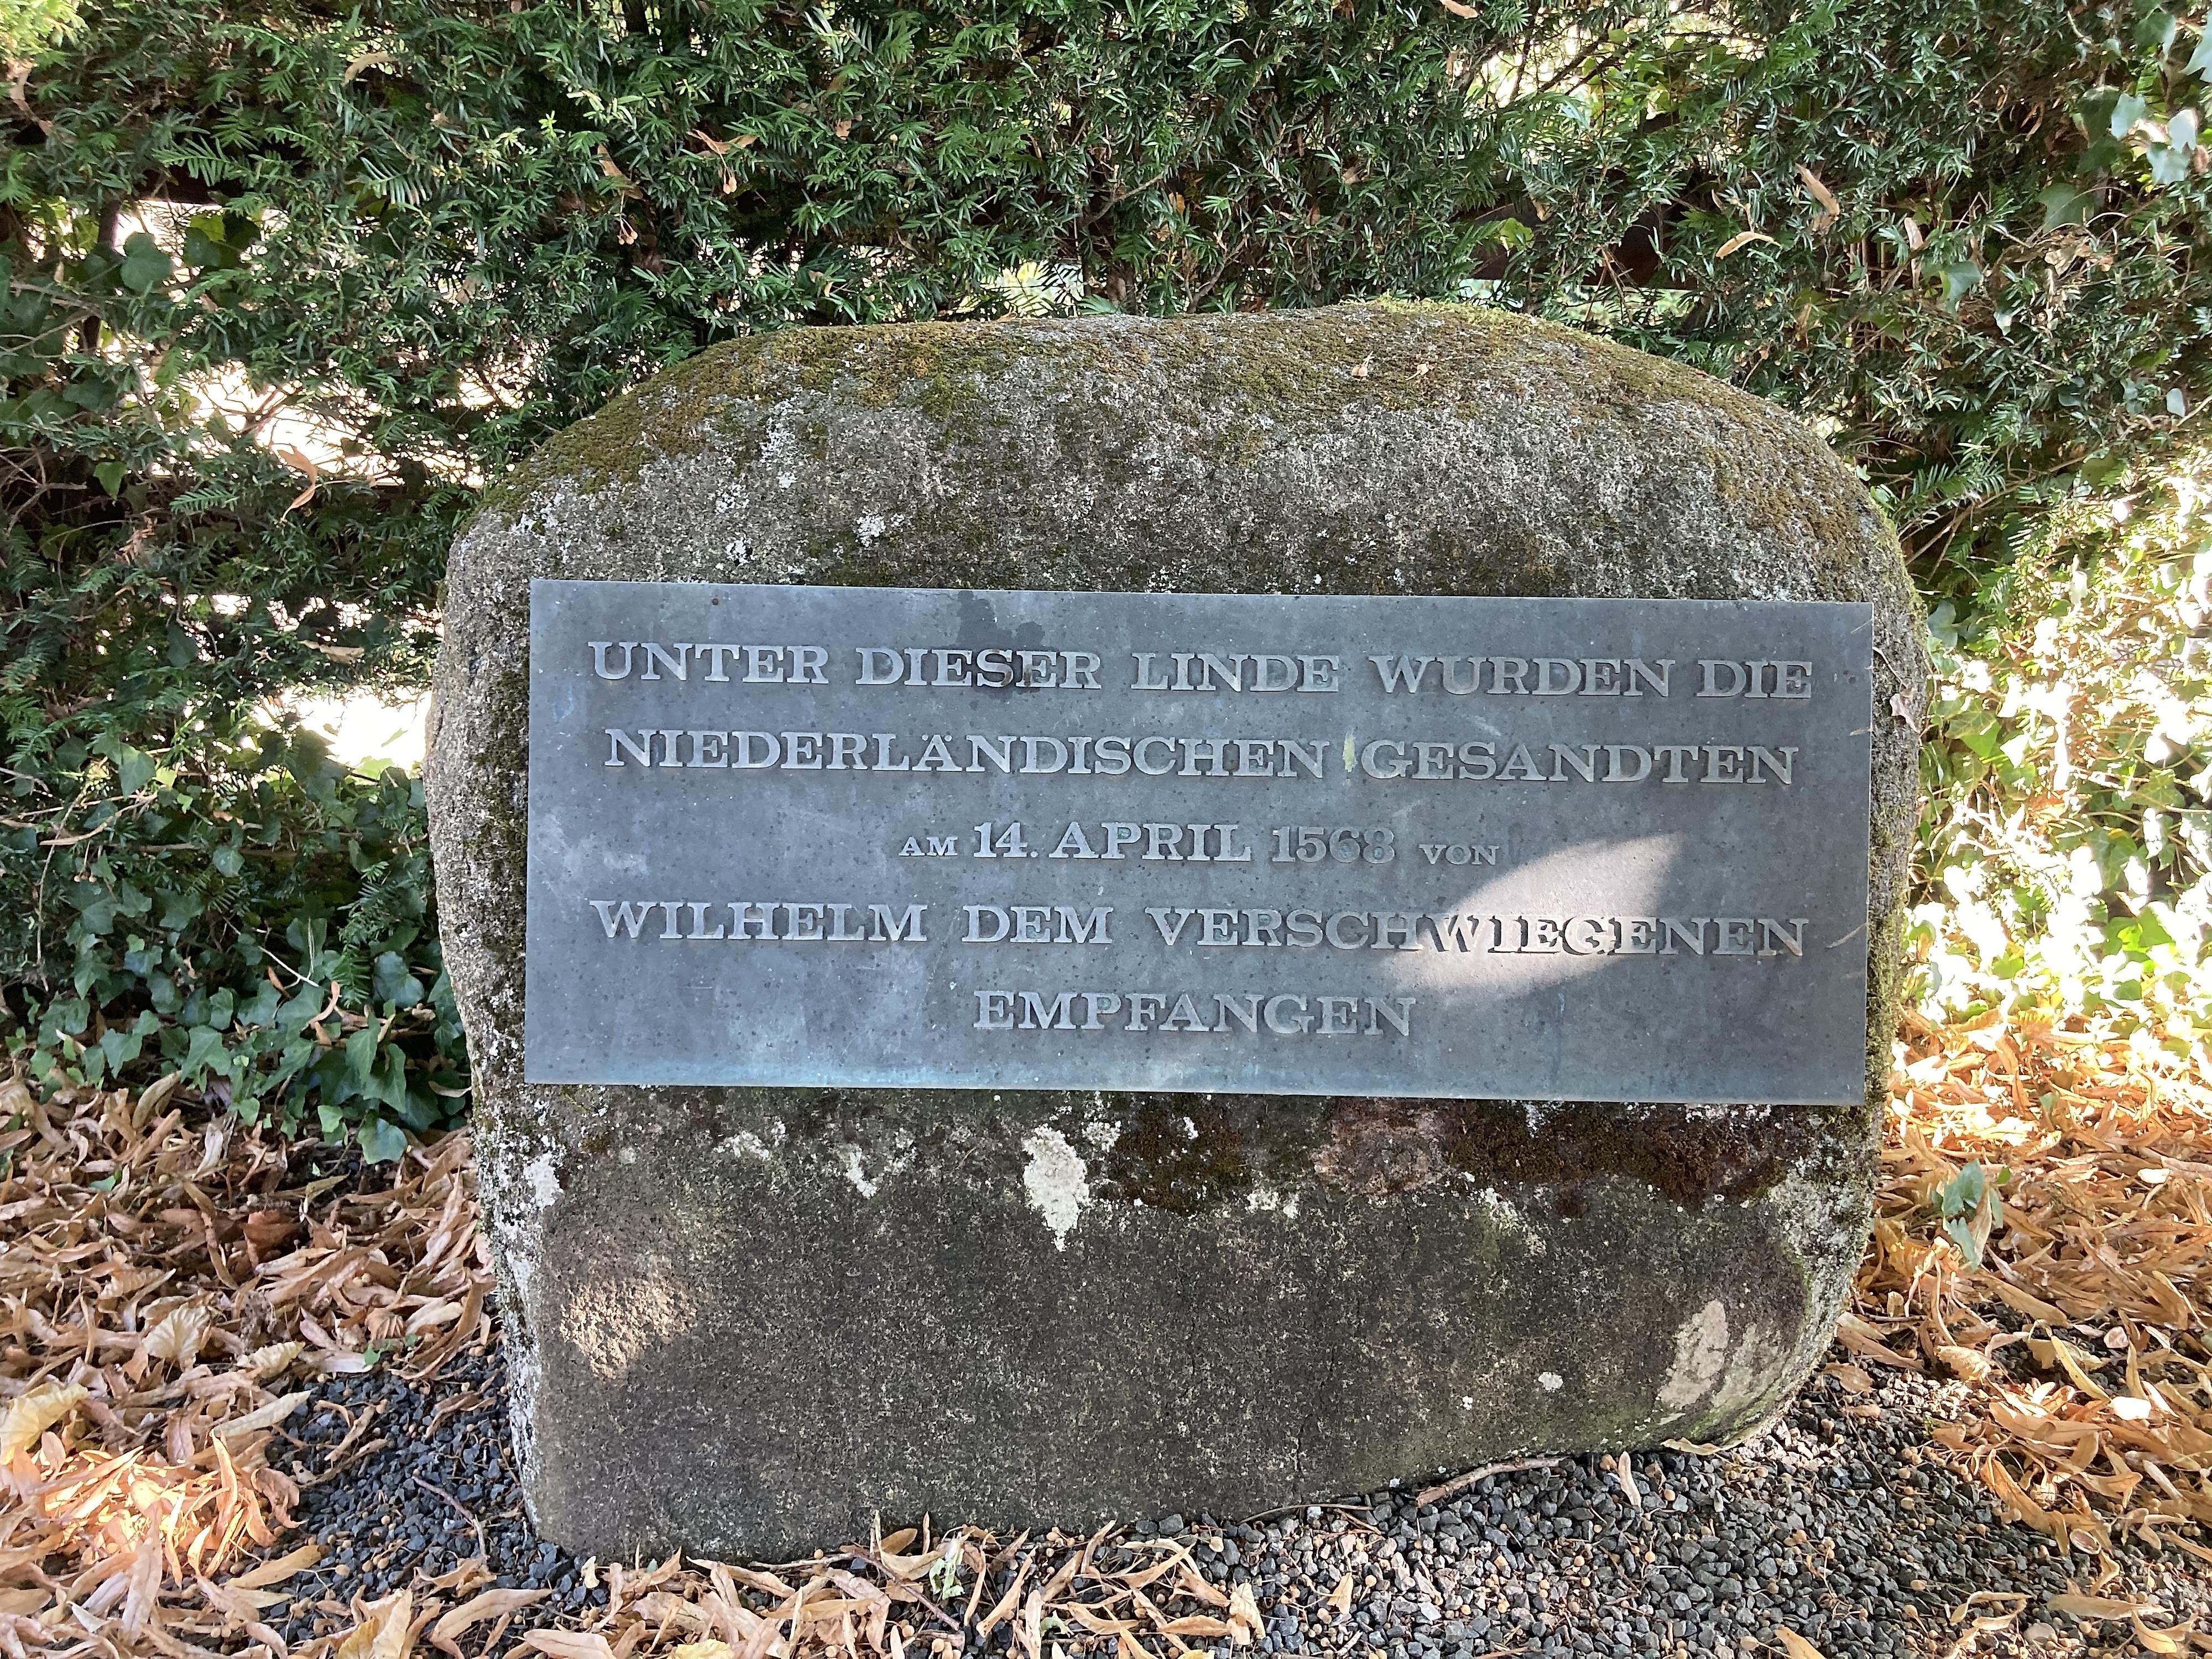 UNTER DIESER LINDE WURDEN DIE
NIEDERLÄNDISCHEN GESANDTEN
AM 14. APRIL 1568 VON
WILHELM DEM VERSCHWIEGENEN
EMPFANGEN